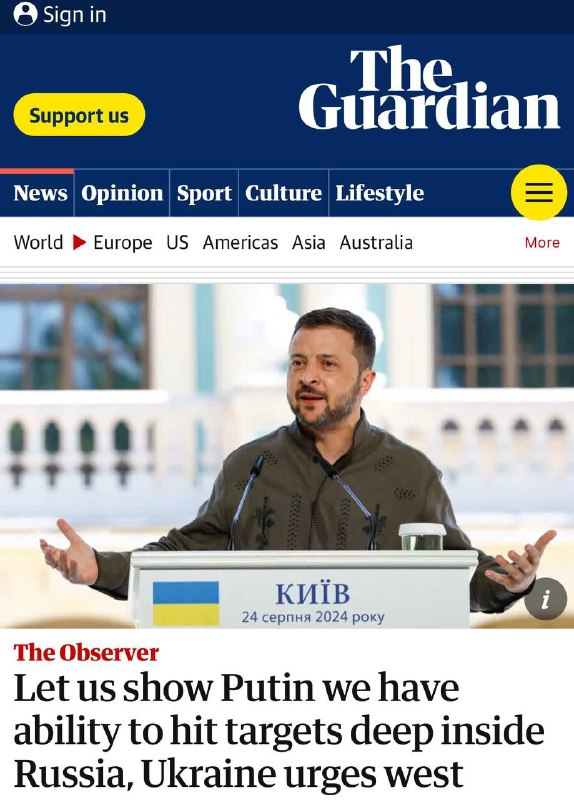 Sign in
The
Guardian
Support us
News Opinion Sport Culture Lifestyle
World Europe US Americas Asia Australia More
КИЇВ
24 серпня 2024 року
i
The Observer
Let us show Putin we have
ability to hit targets deep inside
Russia, Ukraine urges west